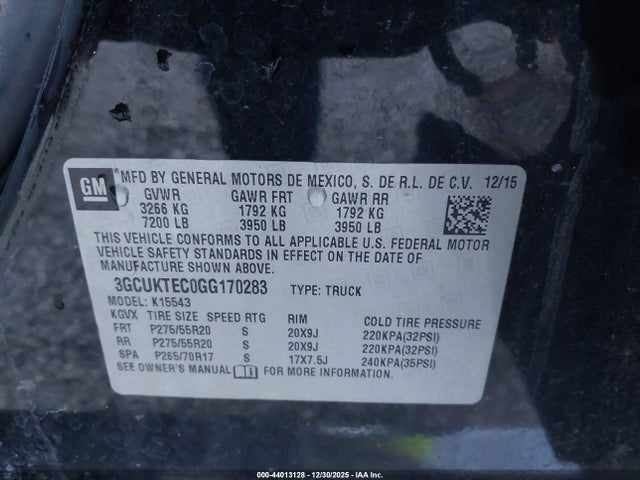 GM
MFD BY GENERAL MOTORS DE MEXICO, S. DE R.L. DE C.V. 12/15
GVWR GAWR FRT GAWR RR
3266 KG 1792 KG 1792 KG
7200 LB 3950 LB 3950 LB
THIS VEHICLE CONFORMS TO ALL APPLICABLE U.S. FEDERAL MOTOR
VEHICLE SAFETY STANDARDS IN EFFECT ON THE DATE OF
MANUFACTURE SHOWN ABOVE.
3GCUKTEC0GG170283 TYPE: TRUCK
MODEL: K15543
KGVX TIRE SIZE SPEED RTG RIM COLD TIRE PRESSURE
FRT P275/55R20 S 20X9J 220KPA(32PSI)
RR P275/55R20 S 20X9J 220KPA(32PSI)
SPA P265/70R17 S 17X7.5J 240KPA(35PSI)
SEE OWNER'S MANUAL FOR MORE INFORMATION.
000-44013128 - 12/30/2025 - IAA Inc.